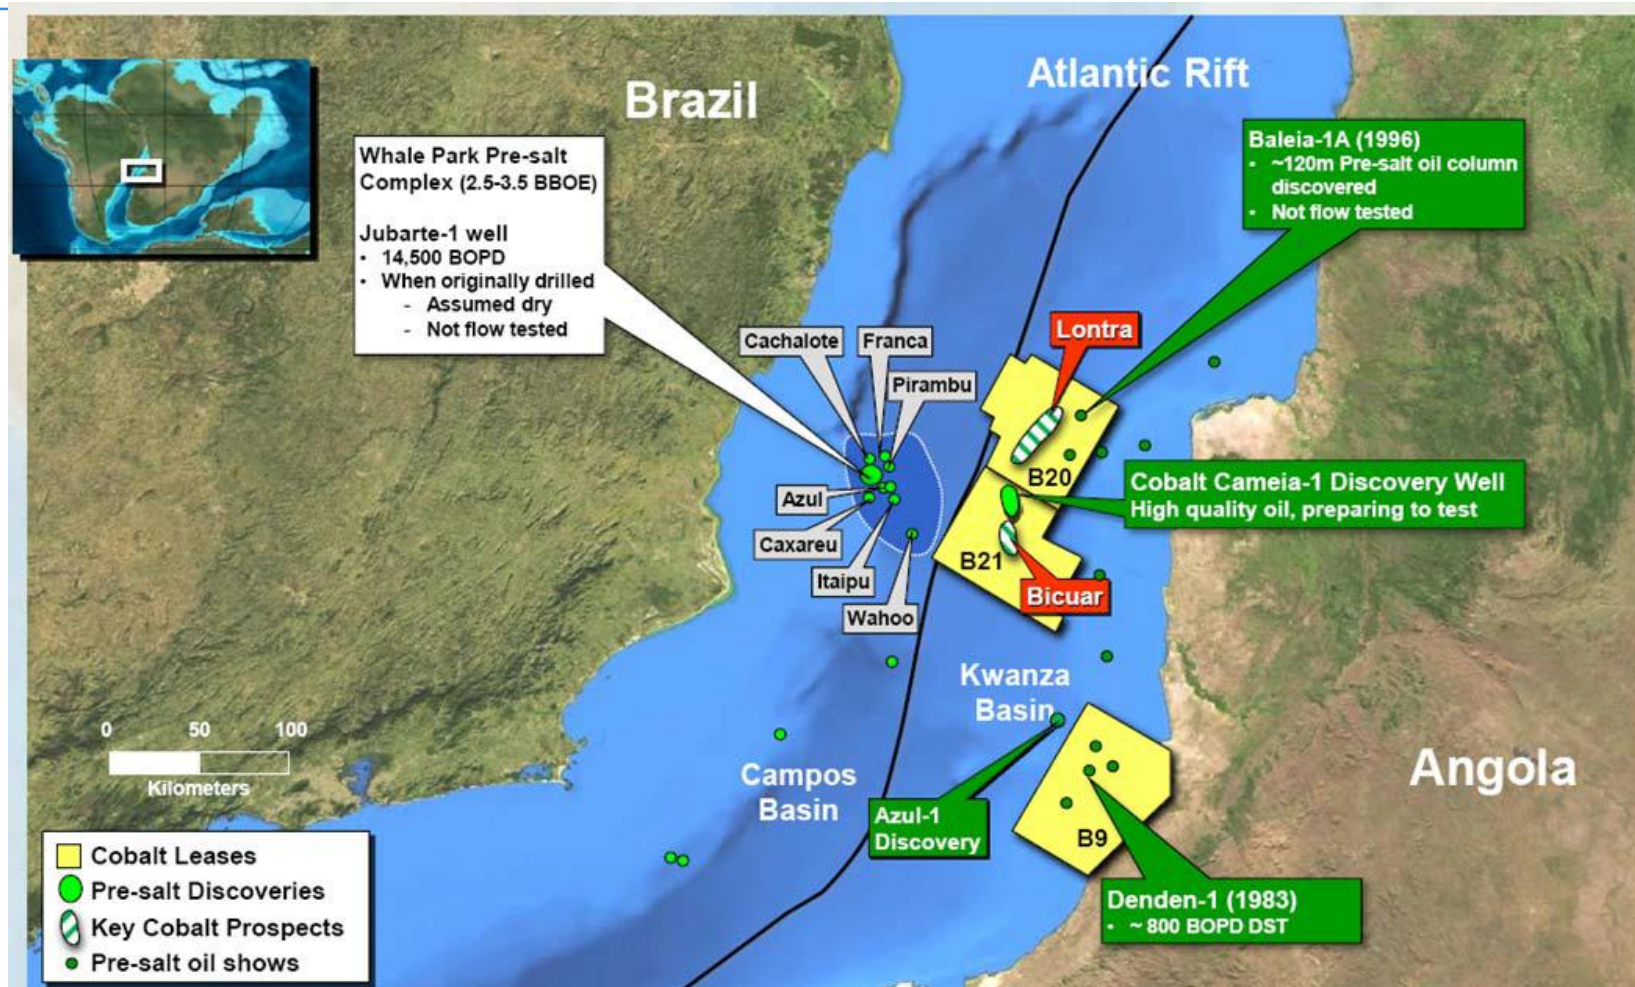 Brazil
Atlantic Rift
Whale Park Pre-salt
Complex (2.5-3.5 BBOE)
Jubarte-1 well
• 14,500 BOPD
• When originally drilled
- Assumed dry
- Not flow tested
Baleia-1A (1996)
• ~120m Pre-salt oil column
discovered
• Not flow tested
Cachalote
Franca
Pirambu
Lontra
Azul
Caxareu
Itaipu
Wahoo
B20
Cobalt Cameia-1 Discovery Well
High quality oil, preparing to test
B21
Bicuar
Kwanza
Basin
Campos
Basin
Angola
Azul-1
Discovery
B9
Denden-1 (1983)
• ~ 800 BOPD DST
0 50 100
Kilometers
Cobalt Leases
Pre-salt Discoveries
Key Cobalt Prospects
Pre-salt oil shows